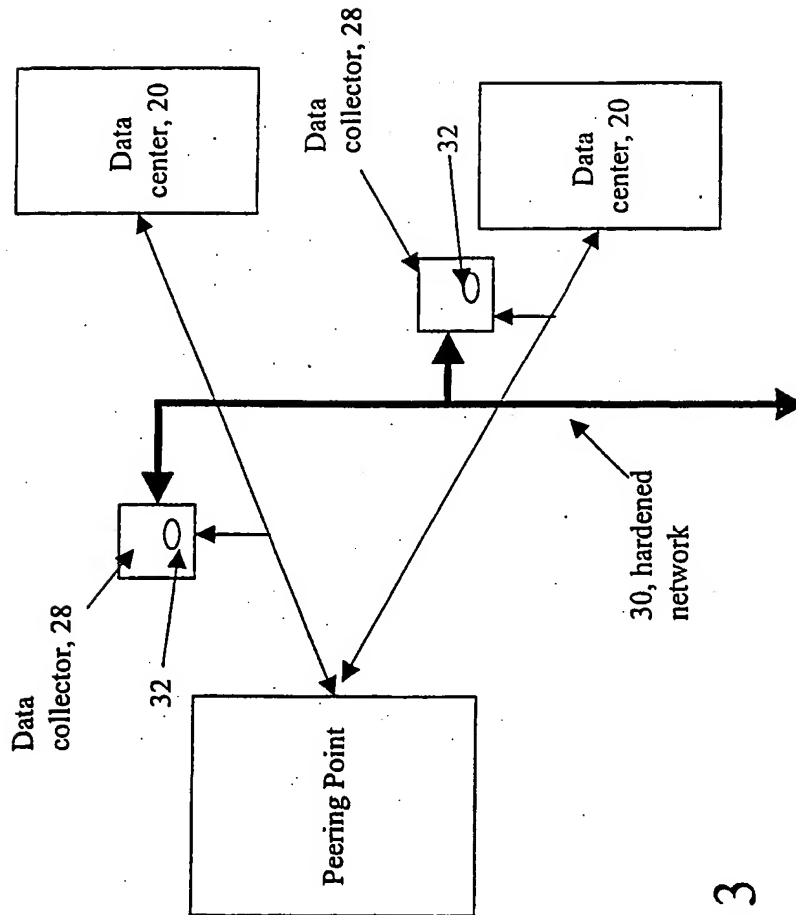 Data
center, 20
Data
collector, 28
32
Data
center, 20
Data
collector, 28
32
30, hardened
network
Peering Point
3